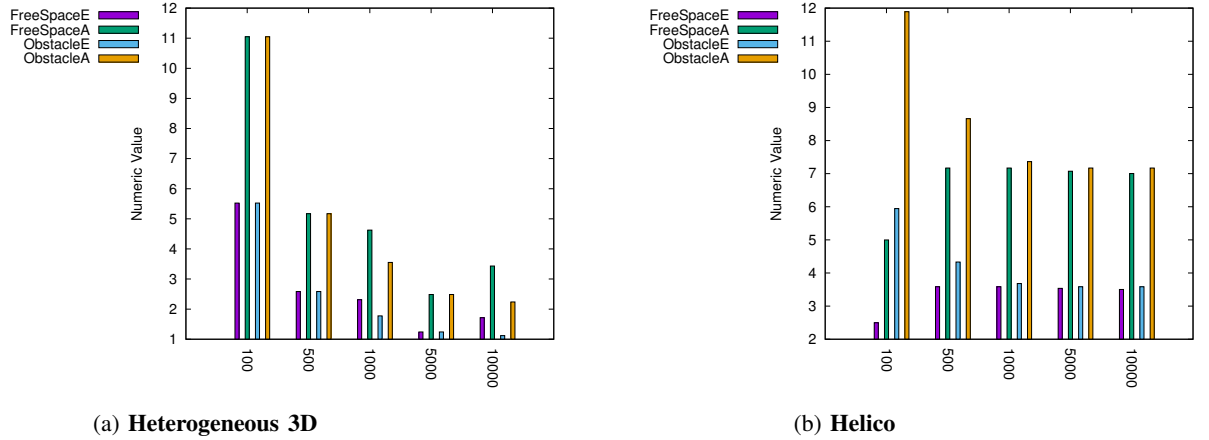 FreeSpaceE
FreeSpaceA
ObstacleE
ObstacleA
Numeric Value
12
11
10
9
8
7
6
5
4
3
2
1
100
500
1000
5000
10000
(a) Heterogeneous 3D
FreeSpaceE
FreeSpaceA
ObstacleE
ObstacleA
Numeric Value
12
11
10
9
8
7
6
5
4
3
2
100
500
1000
5000
10000
(b) Helico